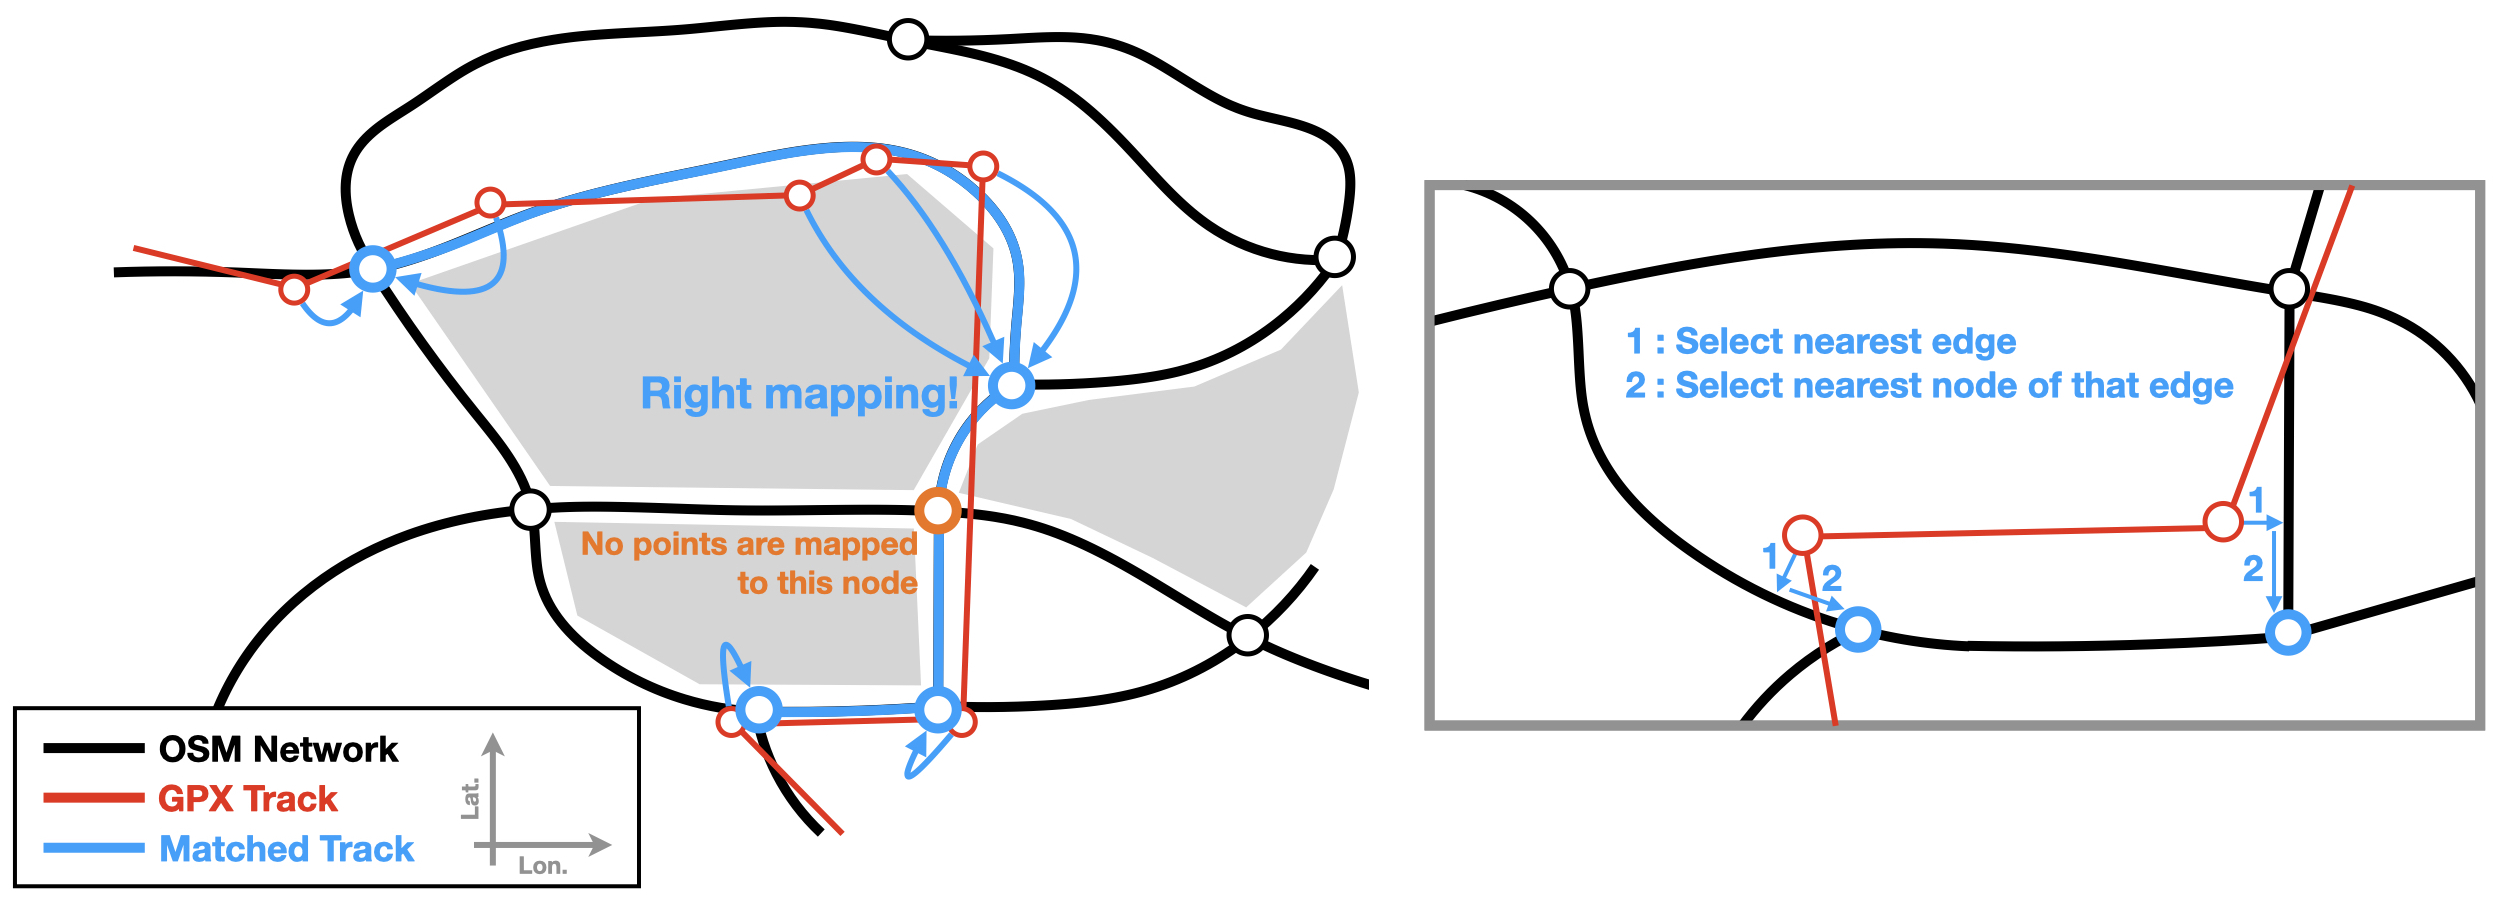 Right mapping!
No points are mapped
to this node
OSM Network
GPX Track
Matched Track
Lat.
Lon.
1 : Select nearest edge
2 : Select nearest node of that edge
1
2
1
2